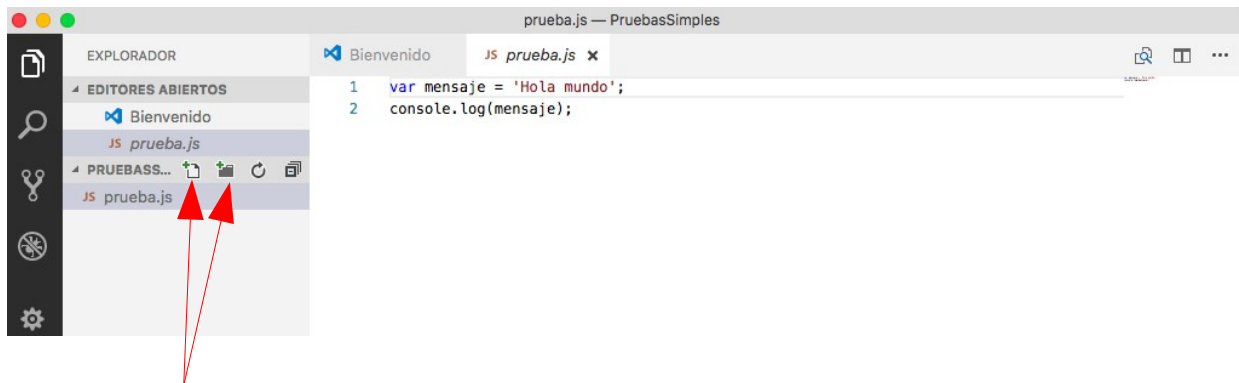 prueba.js — PruebasSimples
EXPLORADOR
EDITORES ABIERTOS
Bienvenido
JS prueba.js
PRUEBASS...
JS prueba.js
Bienvenido
JS prueba.js
1 var mensaje = 'Hola mundo';
2 console.log(mensaje);